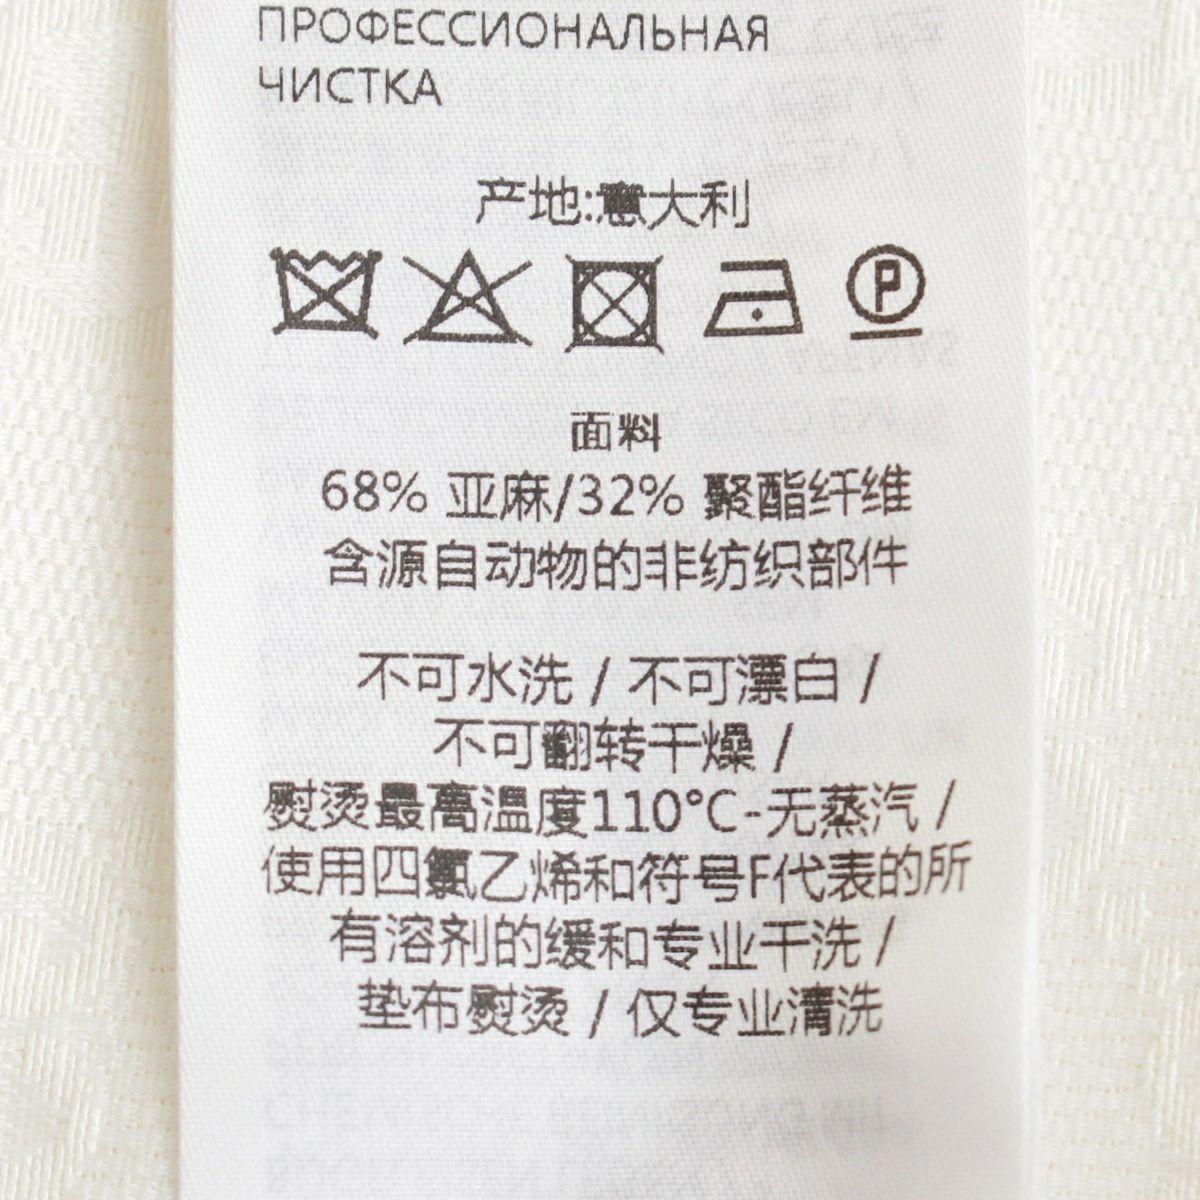 ПРОФЕССИОНАЛЬНАЯ
ЧИСТКА
产地:意大利
P
面料
68% 亚麻/32% 聚酯纤维
含源自动物的非纺织部件
不可水洗 / 不可漂白 /
不可翻转干燥 /
熨烫最高温度110°C-无蒸汽 /
使用四氯乙烯和符号F代表的所
有溶剂的缓和专业干洗 /
垫布熨烫 / 仅专业清洗